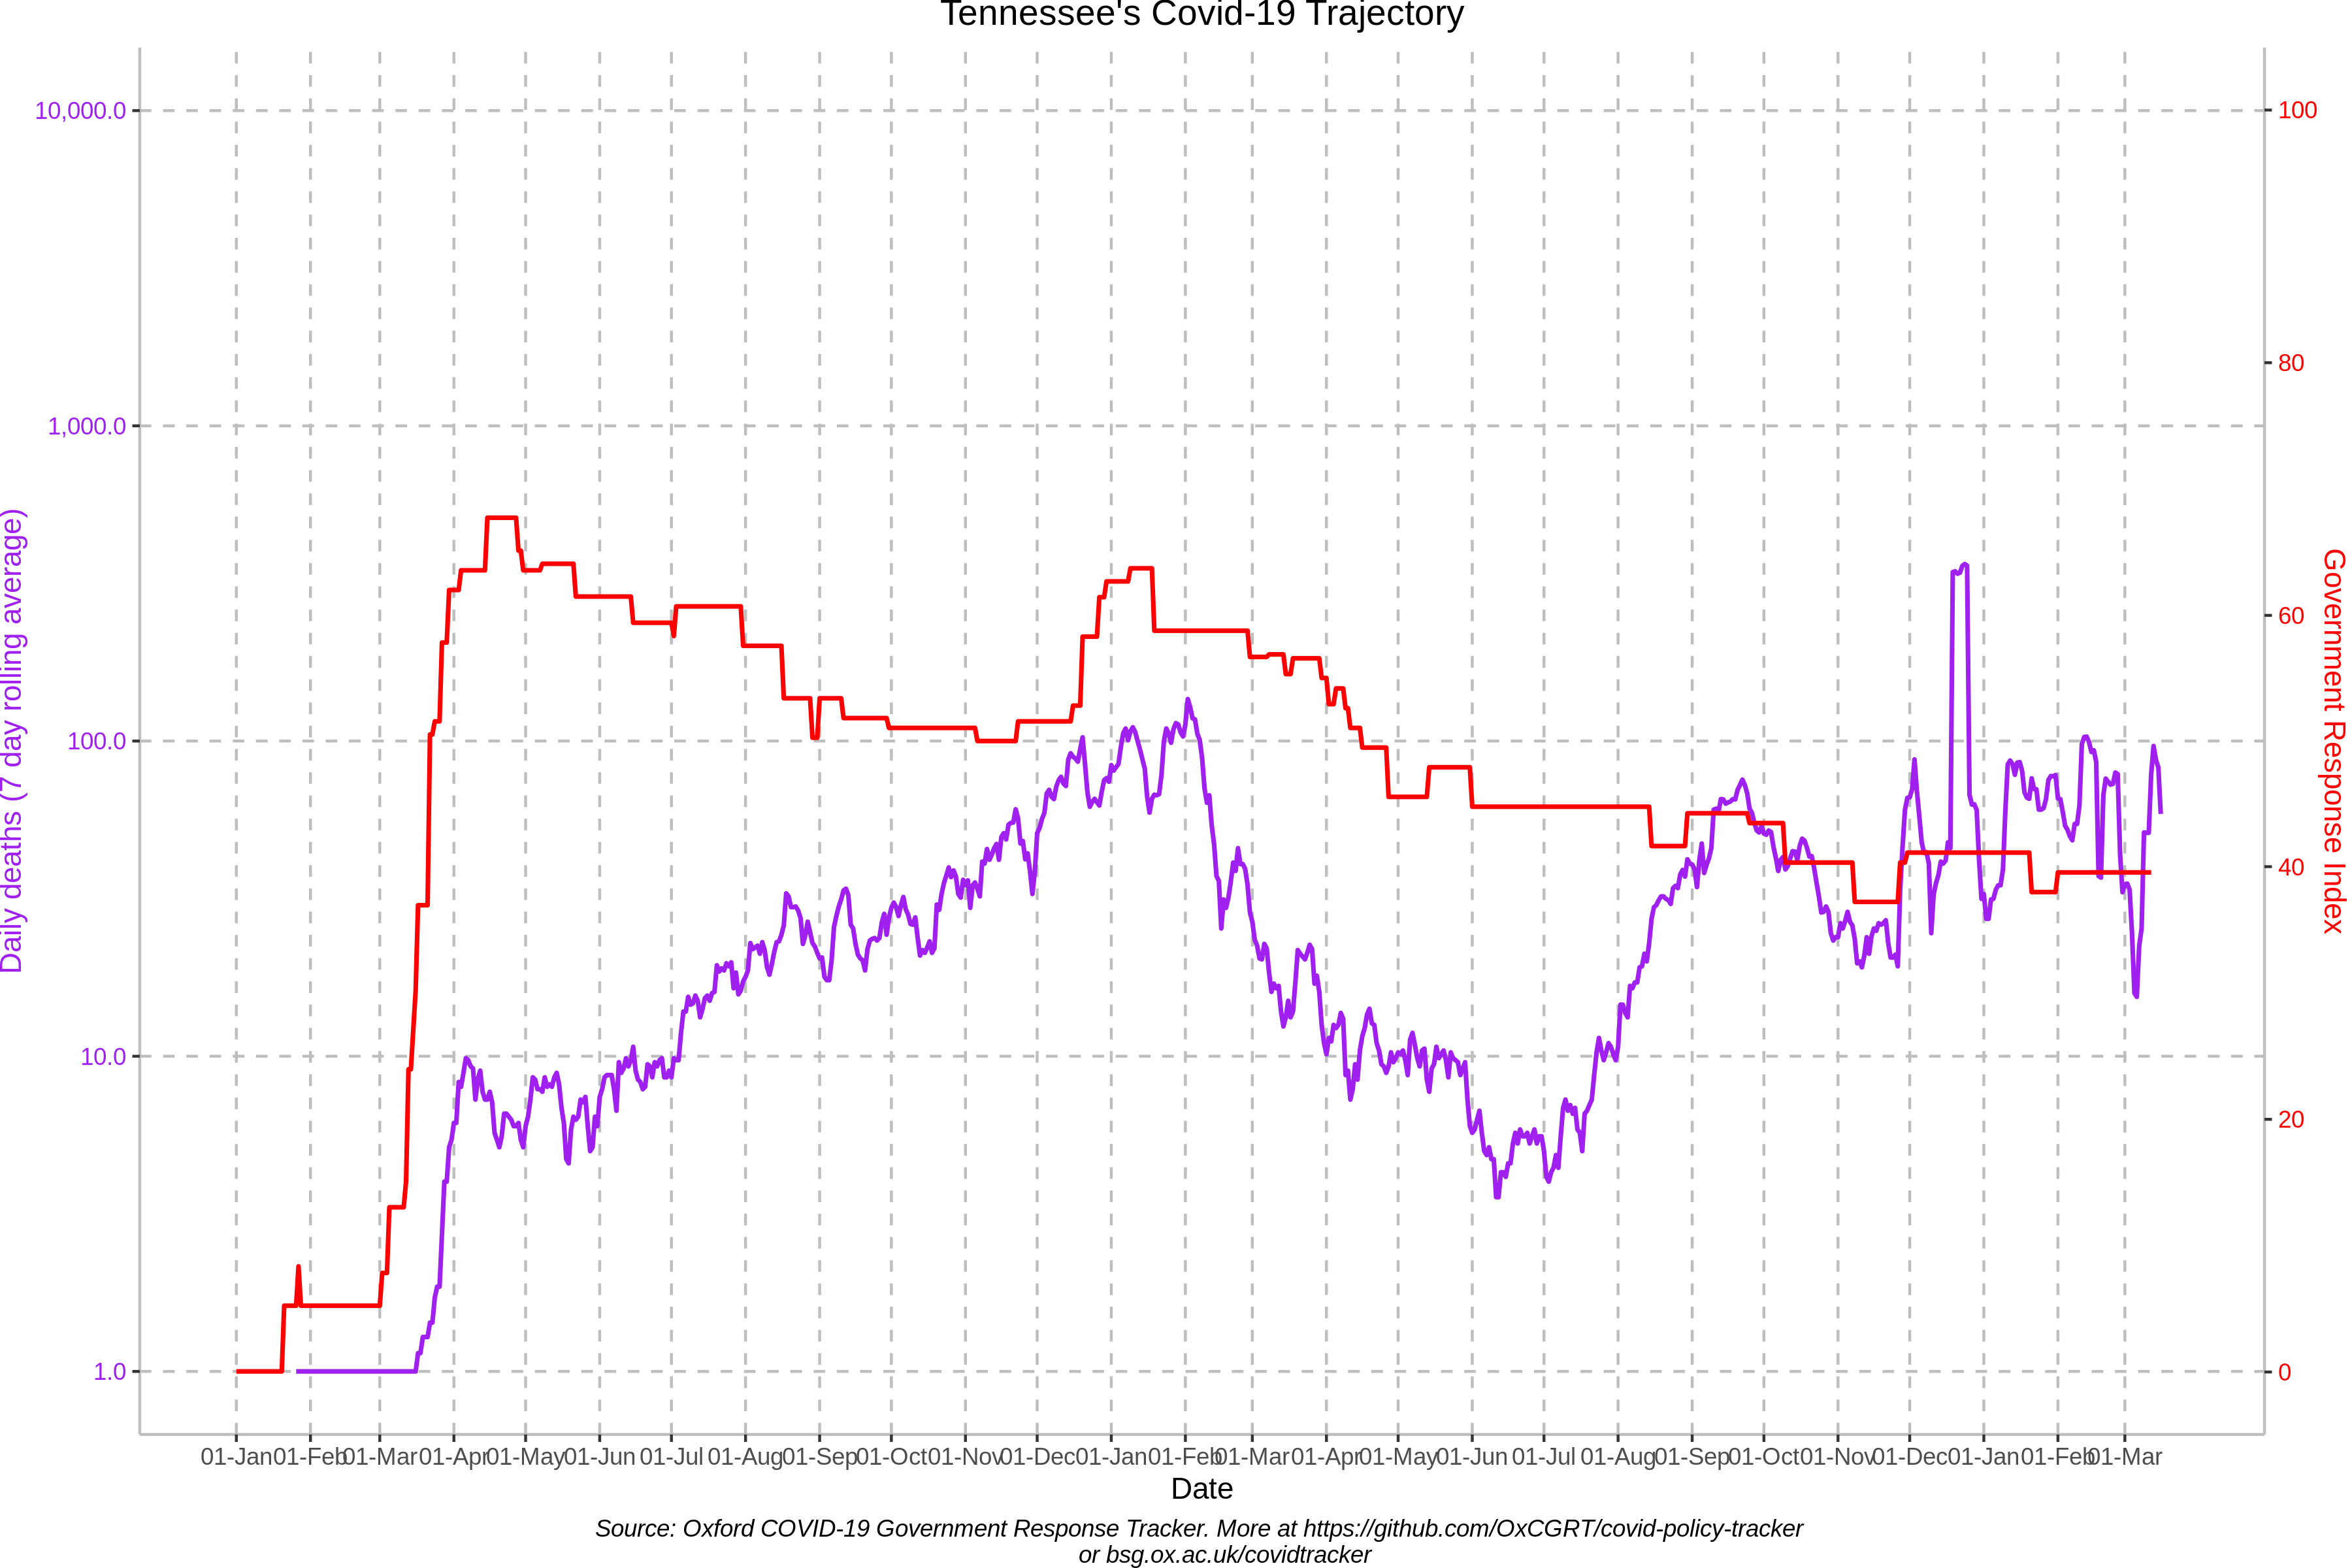 Tennessee's Covid-19 Trajectory
10,000.0
1,000.0
100.0
10.0
1.0
Daily deaths (7 day rolling average)
100
80
60
40
20
0
Government Response Index
01-Jan 01-Feb 01-Mar 01-Apr 01-May 01-Jun 01-Jul 01-Aug 01-Sep 01-Oct 01-Nov 01-Dec 01-Jan 01-Feb 01-Mar 01-Apr 01-May 01-Jun 01-Jul 01-Aug 01-Sep 01-Oct 01-Nov 01-Dec 01-Jan 01-Feb 01-Mar
Date
Source: Oxford COVID-19 Government Response Tracker. More at https://github.com/OxCGRT/covid-policy-tracker
or bsg.ox.ac.uk/covidtracker